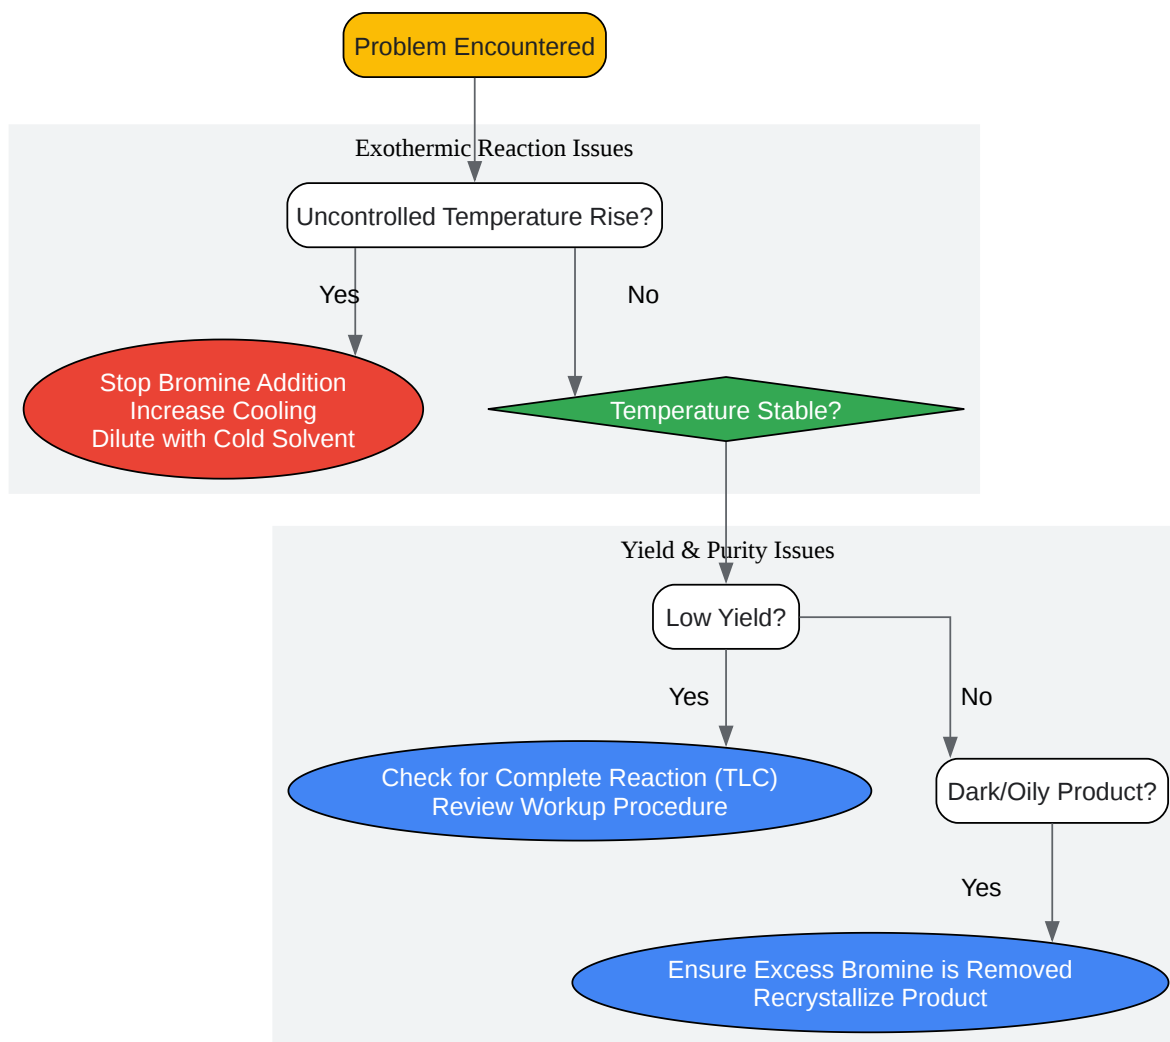 Problem Encountered
Exothermic Reaction Issues
Uncontrolled Temperature Rise?
Yes
No
Stop Bromine Addition
Increase Cooling
Dilute with Cold Solvent
Temperature Stable?
Yield & Purity Issues
Low Yield?
Yes
No
Check for Complete Reaction (TLC)
Review Workup Procedure
Dark/Oily Product?
Yes
Ensure Excess Bromine is Removed
Recrystallize Product